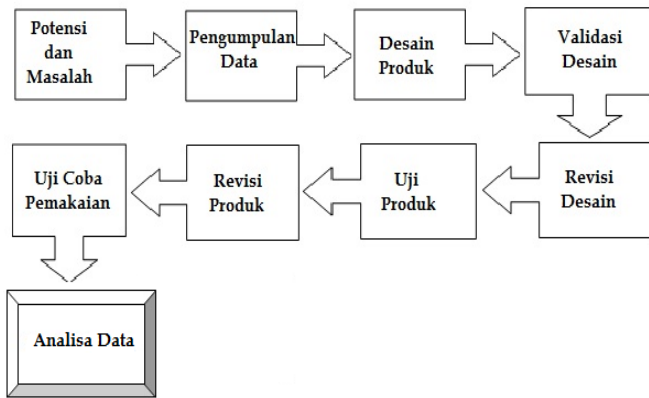 Potensi
dan
Masalah
Pengumpulan
Data
Desain
Produk
Validasi
Desain
Revisi
Desain
Uji
Produk
Revisi
Produk
Uji Coba
Pemakaian
Analisa Data